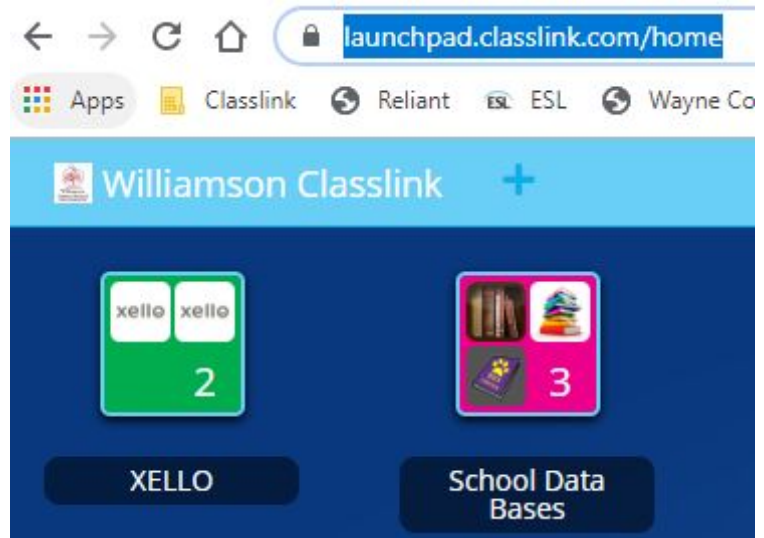 launchpad.classlink.com/home
Apps Classlink Reliant ESL ESL Wayne Co
Williamson Classlink +
xello xello
2 3
XELLO School Data
Bases